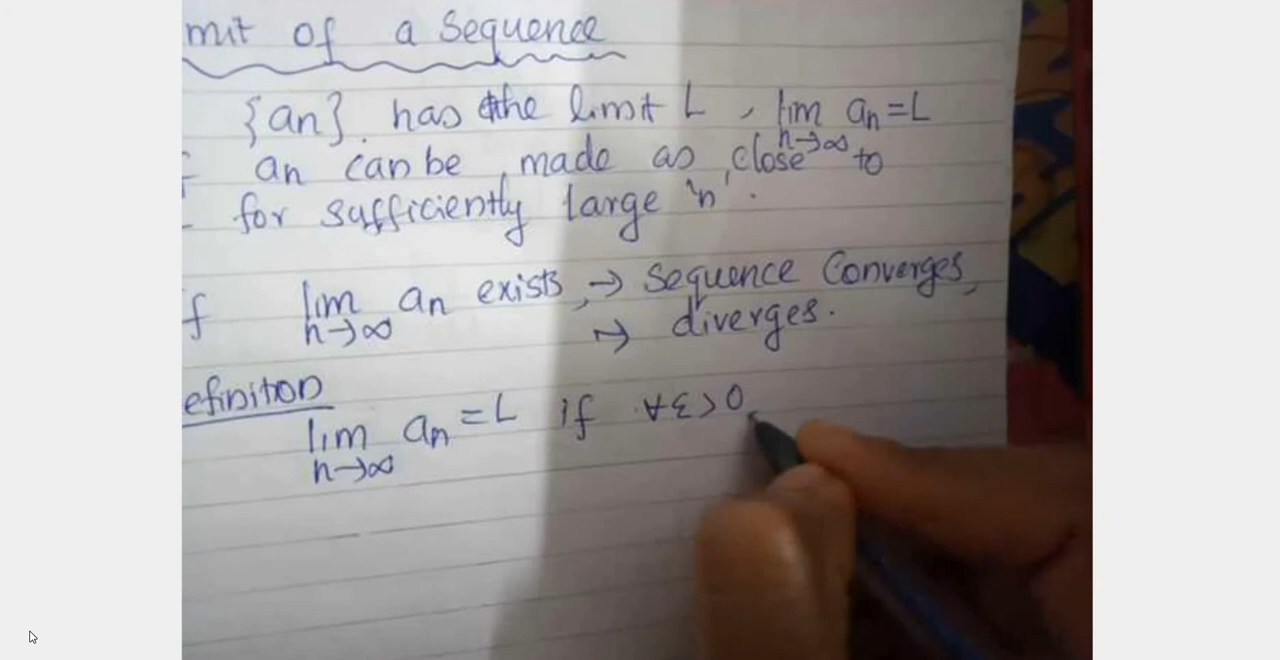 mit of a Sequence
{an} has the limit L , lim n→∞ an = L
an can be made as close to
for sufficiently large 'n'.
f lim n→∞ an exists, → sequence Converges,
→ diverges.
efinition
lim n→∞ an = L if ∀ε>0,